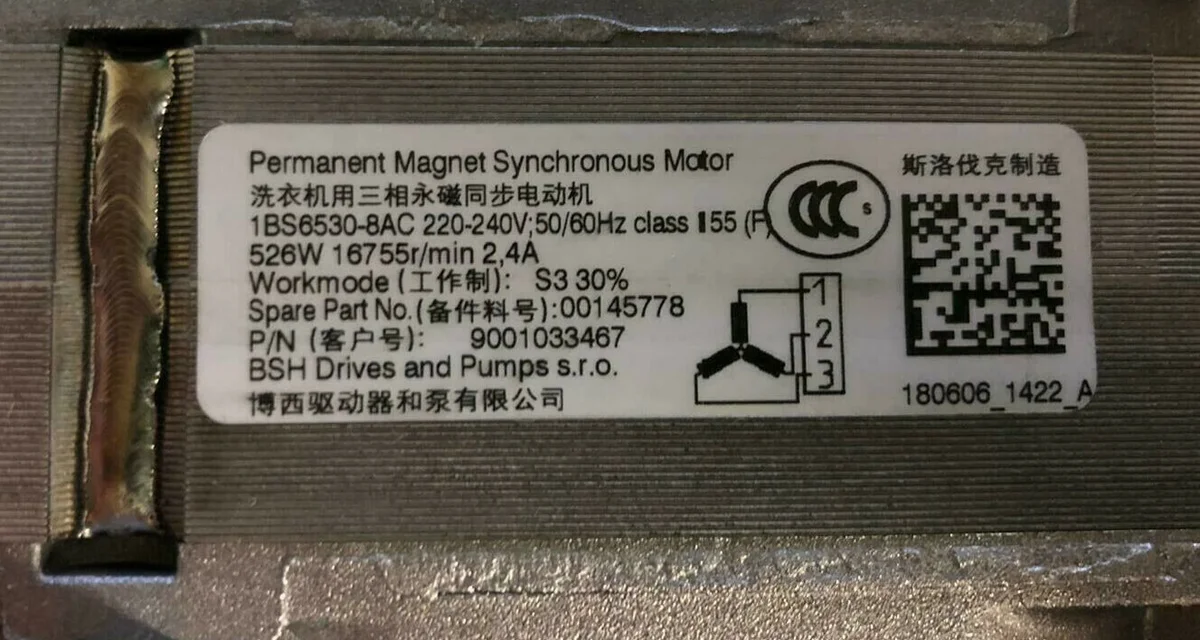 Permanent Magnet Synchronous Motor
洗衣机用三相永磁同步电动机
1BS6530-8AC 220-240V;50/60Hz class 155 (F)
526W 16755r/min 2,4A
Workmode (工作制): S3 30%
Spare Part No.(备件料号):00145778
P/N (客户号): 9001033467
BSH Drives and Pumps s.r.o.
博西驱动器和泵有限公司
CCC S
1
2
3
斯洛伐克制造
180606_1422_A